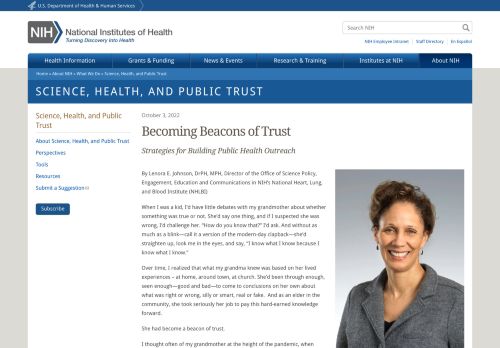 U.S. Department of Health & Human Services
NIH National Institutes of Health
Turning Discovery Into Health
Search NIH
NIH Employee Intranet | Staff Directory | En Español
Health Information Grants & Funding News & Events Research & Training Institutes at NIH About NIH
Home » About NIH » What We Do » Science, Health, and Public Trust
SCIENCE, HEALTH, AND PUBLIC TRUST
Science, Health, and Public
Trust
About Science, Health, and Public Trust
Perspectives
Tools
Resources
Submit a Suggestion
Subscribe
October 3, 2022
Becoming Beacons of Trust
Strategies for Building Public Health Outreach
By Lenora E. Johnson, DrPH, MPH, Director of the Office of Science Policy,
Engagement, Education and Communications in NIH's National Heart, Lung,
and Blood Institute (NHLBI)
When I was a kid, I'd have little debates with my grandmother about whether
something was true or not. She'd say one thing, and if I suspected she was
wrong, I'd challenge her. "How do you know that?" I'd ask. And without as
much as a blink—call it a version of the modern-day clapback—she'd
straighten up, look me in the eyes, and say, "I know what I know because I
know what I know."
Over time, I realized that what my grandma knew was based on her lived
experiences – at home, around town, at church. She'd been through enough,
seen enough—good and bad—to come to conclusions on her own about
what was right or wrong, silly or smart, real or fake. And as an elder in the
community, she took seriously her job to pay this hard-earned knowledge
forward.
She had become a beacon of trust.
I thought often of my grandmother at the height of the pandemic, when